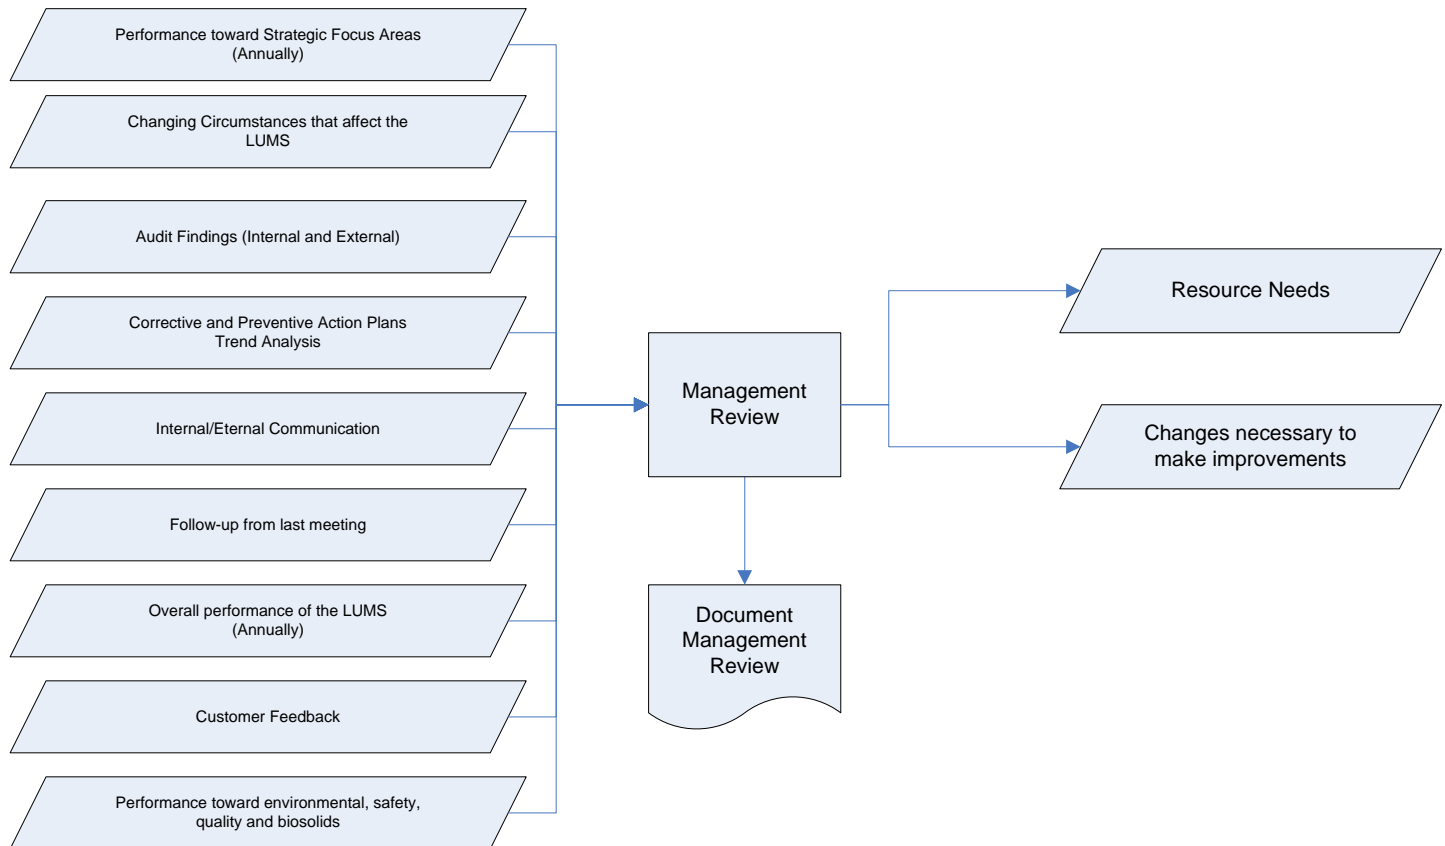 Performance toward Strategic Focus Areas
(Annually)
Changing Circumstances that affect the
LUMS
Audit Findings (Internal and External)
Corrective and Preventive Action Plans
Trend Analysis
Internal/Eternal Communication
Follow-up from last meeting
Overall performance of the LUMS
(Annually)
Customer Feedback
Performance toward environmental, safety,
quality and biosolids
Management
Review
Document
Management
Review
Resource Needs
Changes necessary to
make improvements